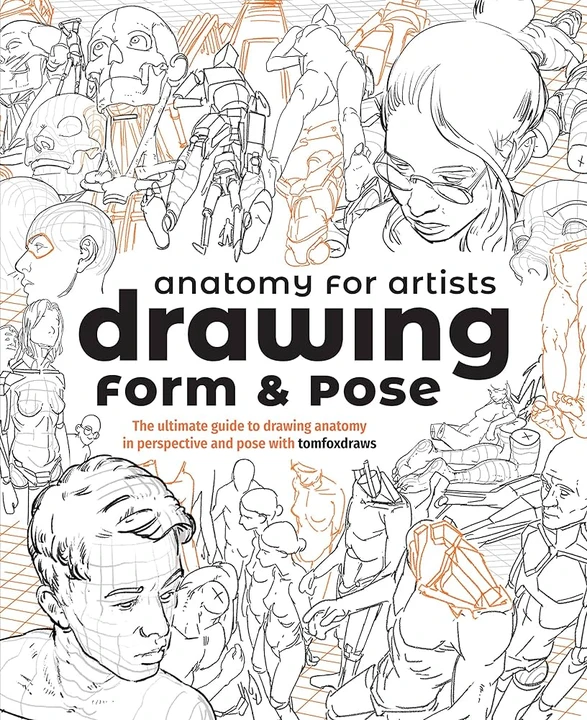 anatomy for artists
drawing
form & pose
The ultimate guide to drawing anatomy
in perspective and pose with tomfoxdraws